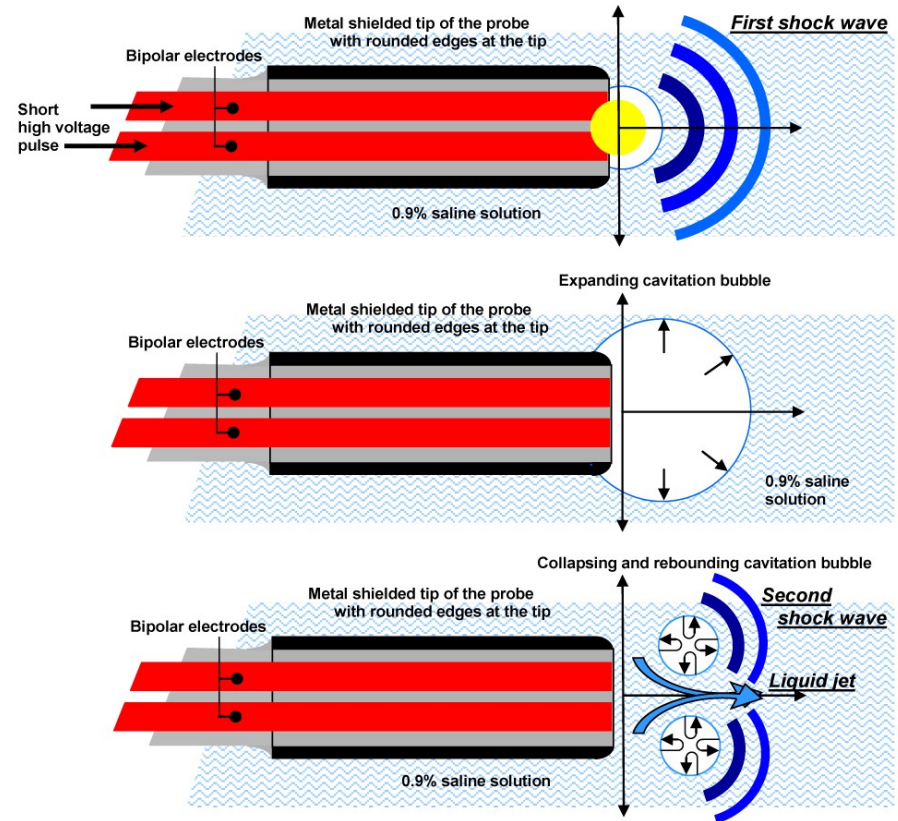 Metal shielded tip of the probe
with rounded edges at the tip
First shock wave
Bipolar electrodes
Short
high voltage
pulse
0.9% saline solution
Expanding cavitation bubble
Metal shielded tip of the probe
with rounded edges at the tip
Bipolar electrodes
0.9% saline
solution
Collapsing and rebounding cavitation bubble
Metal shielded tip of the probe
with rounded edges at the tip
Second
shock wave
Bipolar electrodes
Liquid jet
0.9% saline solution